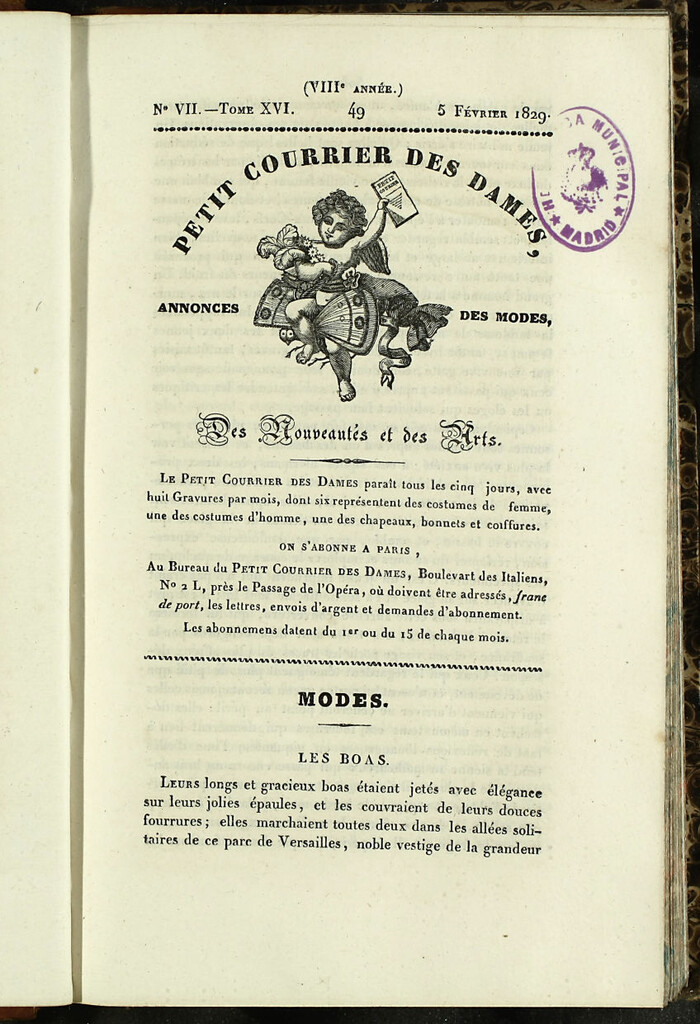 (VIIIe ANNÉE.)
No VII. — TOME XVI. 49 5 FÉVRIER 1829.
PETIT COURRIER DES DAMES,
PETIT COURRIER
ANNONCES DES MODES,
Des Nouveautés et des Arts.
LE PETIT COURRIER DES DAMES paraît tous les cinq jours, avec
huit Gravures par mois, dont six représentent des costumes de femme,
une des costumes d'homme, une des chapeaux, bonnets et coiffures.
ON S'ABONNE A PARIS,
Au Bureau du PETIT COURRIER DES DAMES, Boulevart des Italiens,
No 2 L, près le Passage de l'Opéra, où doivent être adressés, franc
de port, les lettres, envois d'argent et demandes d'abonnement.
Les abonnemens datent du 1er ou du 15 de chaque mois.
MODES.
LES BOAS.
LEURS longs et gracieux boas étaient jetés avec élégance
sur leurs jolies épaules, et les couvraient de leurs douces
fourrures; elles marchaient toutes deux dans les allées soli-
taires de ce parc de Versailles, noble vestige de la grandeur
MUNICIPAL
MADRID